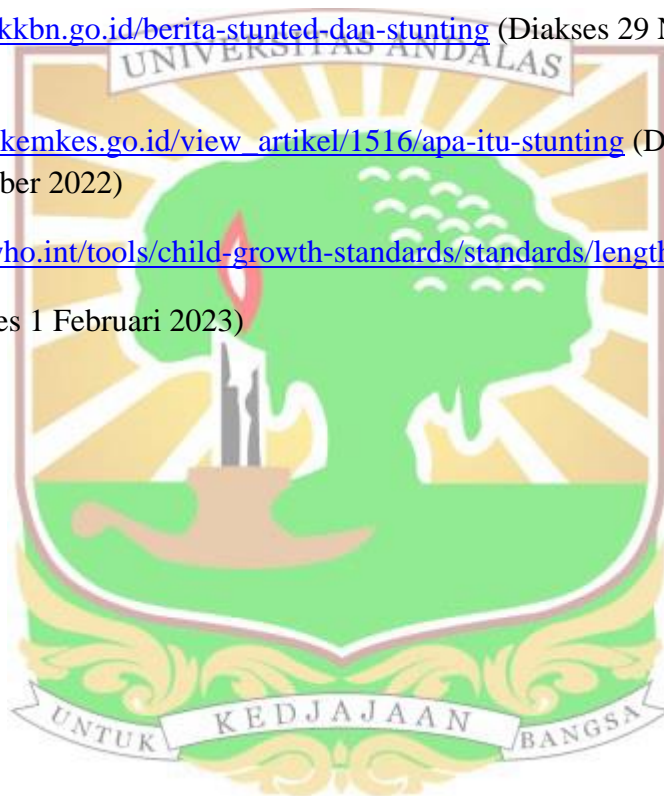 kkbn.go.id/berita-stunted-dan-stunting (Diakses 29 N
UNIVERSITAS ANDALAS
kemkes.go.id/view_artikel/1516/apa-itu-stunting (D
ber 2022)
ho.int/tools/child-growth-standards/standards/length
es 1 Februari 2023)
UNTUK KEDJAJAAN BANGSA